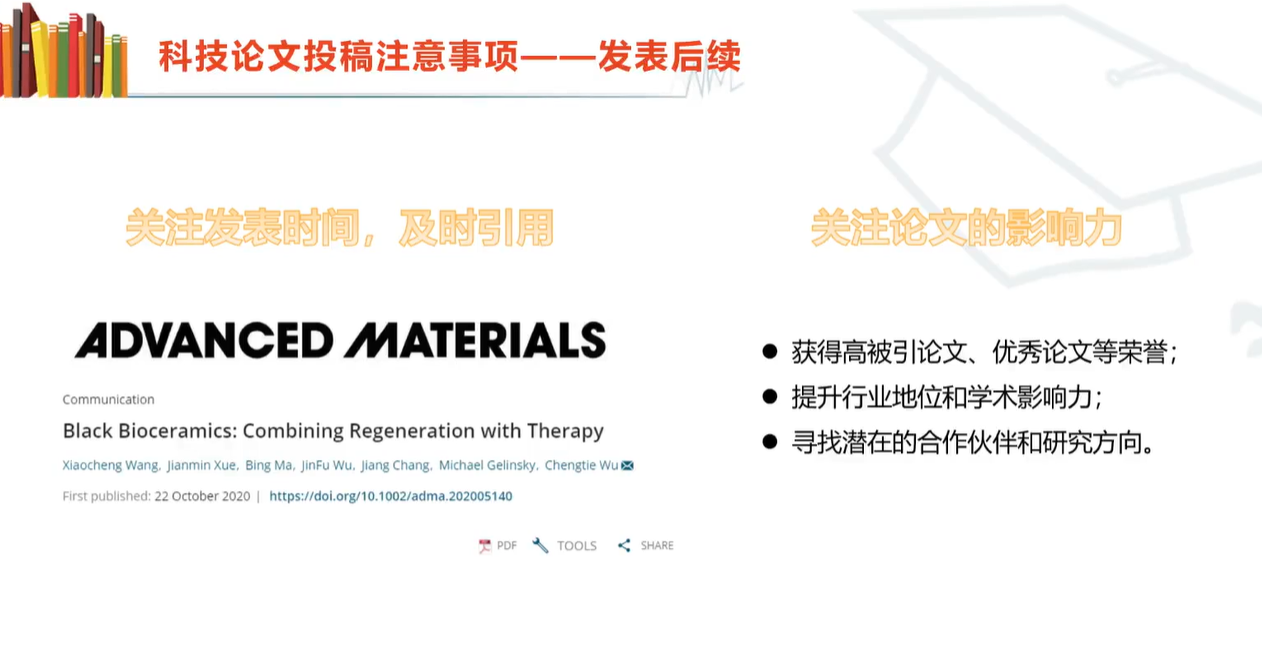 科技论文投稿注意事项——发表后续
关注发表时间，及时引用
ADVANCED MATERIALS
Communication
Black Bioceramics: Combining Regeneration with Therapy
Xiaocheng Wang, Jianmin Xue, Bing Ma, JinFu Wu, Jiang Chang, Michael Gelinsky, Chengtie Wu
First published: 22 October 2020 | https://doi.org/10.1002/adma.202005140
PDF TOOLS SHARE
关注论文的影响力
● 获得高被引论文、优秀论文等荣誉；
● 提升行业地位和学术影响力；
● 寻找潜在的合作伙伴和研究方向。